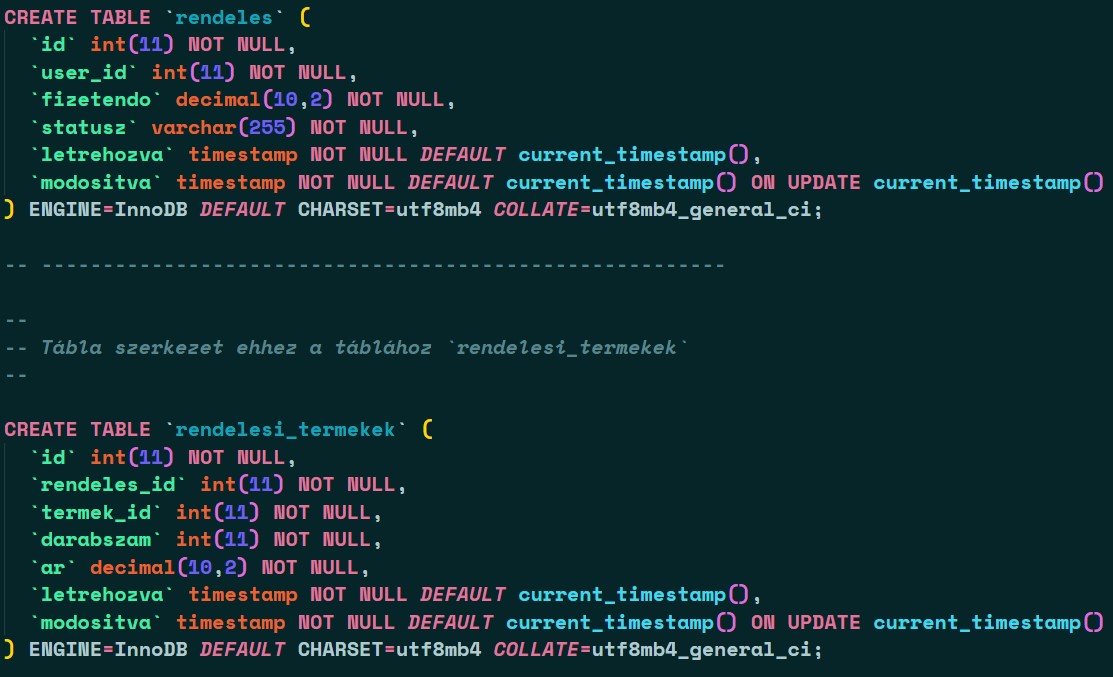 CREATE TABLE `rendeles` (
`id` int(11) NOT NULL,
`user_id` int(11) NOT NULL,
`fizetendo` decimal(10,2) NOT NULL,
`statusz` varchar(255) NOT NULL,
`letrehozva` timestamp NOT NULL DEFAULT current_timestamp(),
`modositva` timestamp NOT NULL DEFAULT current_timestamp() ON UPDATE current_timestamp()
) ENGINE=InnoDB DEFAULT CHARSET=utf8mb4 COLLATE=utf8mb4_general_ci;
-- --------------------------------------------------------
--
-- Tábla szerkezet ehhez a táblához `rendelesi_termekek`
--
CREATE TABLE `rendelesi_termekek` (
`id` int(11) NOT NULL,
`rendeles_id` int(11) NOT NULL,
`termek_id` int(11) NOT NULL,
`darabszam` int(11) NOT NULL,
`ar` decimal(10,2) NOT NULL,
`letrehozva` timestamp NOT NULL DEFAULT current_timestamp(),
`modositva` timestamp NOT NULL DEFAULT current_timestamp() ON UPDATE current_timestamp()
) ENGINE=InnoDB DEFAULT CHARSET=utf8mb4 COLLATE=utf8mb4_general_ci;